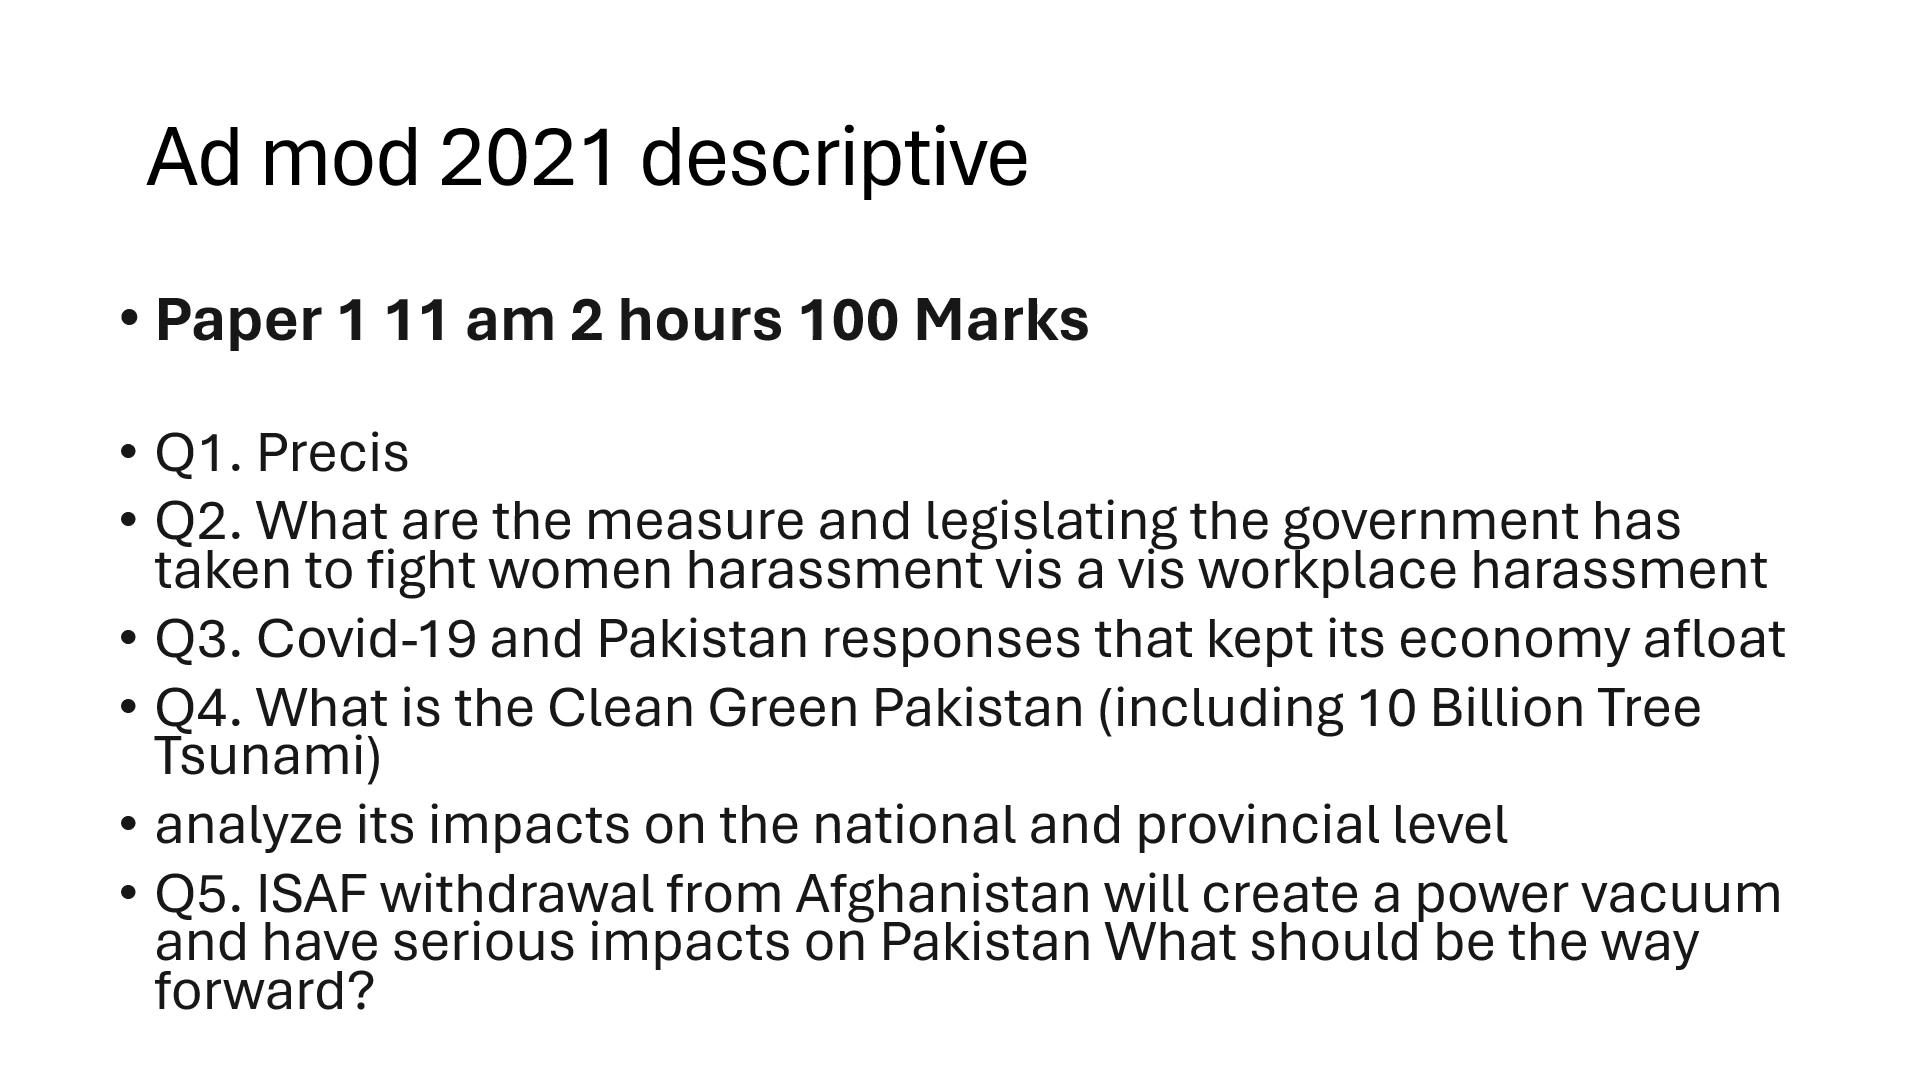 Ad mod 2021 descriptive
• Paper 1 11 am 2 hours 100 Marks
• Q1. Precis
• Q2. What are the measure and legislating the government has
taken to fight women harassment vis a vis workplace harassment
• Q3. Covid-19 and Pakistan responses that kept its economy afloat
• Q4. What is the Clean Green Pakistan (including 10 Billion Tree
Tsunami)
• analyze its impacts on the national and provincial level
• Q5. ISAF withdrawal from Afghanistan will create a power vacuum
and have serious impacts on Pakistan What should be the way
forward?